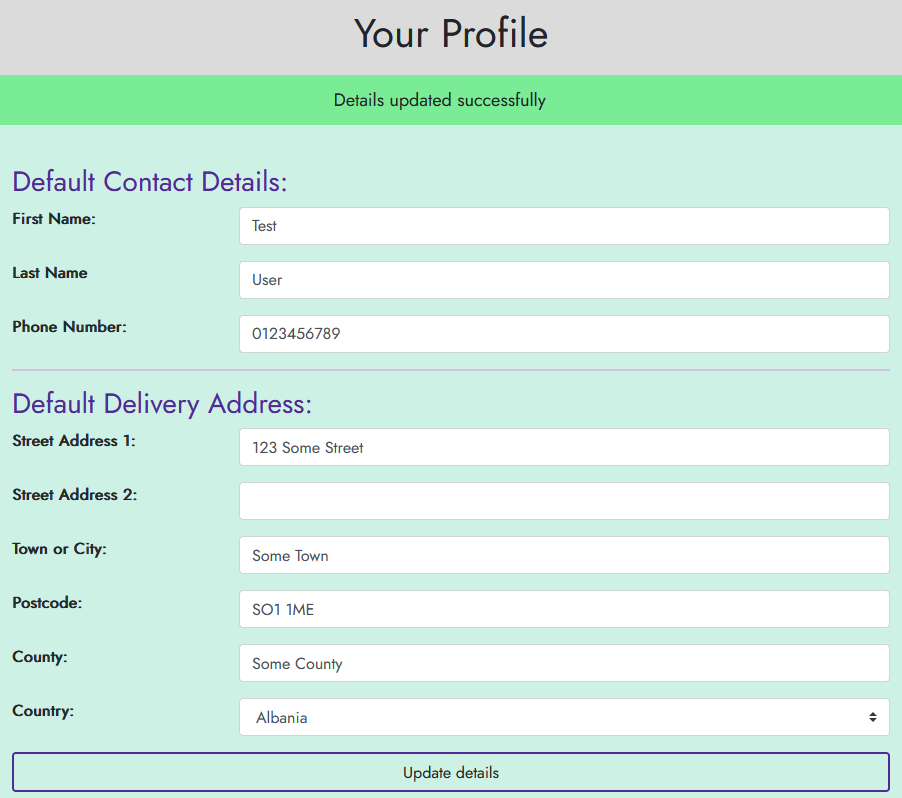 Your Profile
Details updated successfully
Default Contact Details:
First Name:
Test
Last Name
User
Phone Number:
0123456789
Default Delivery Address:
Street Address 1:
123 Some Street
Street Address 2:
Town or City:
Some Town
Postcode:
SO1 1ME
County:
Some County
Country:
Albania
Update details